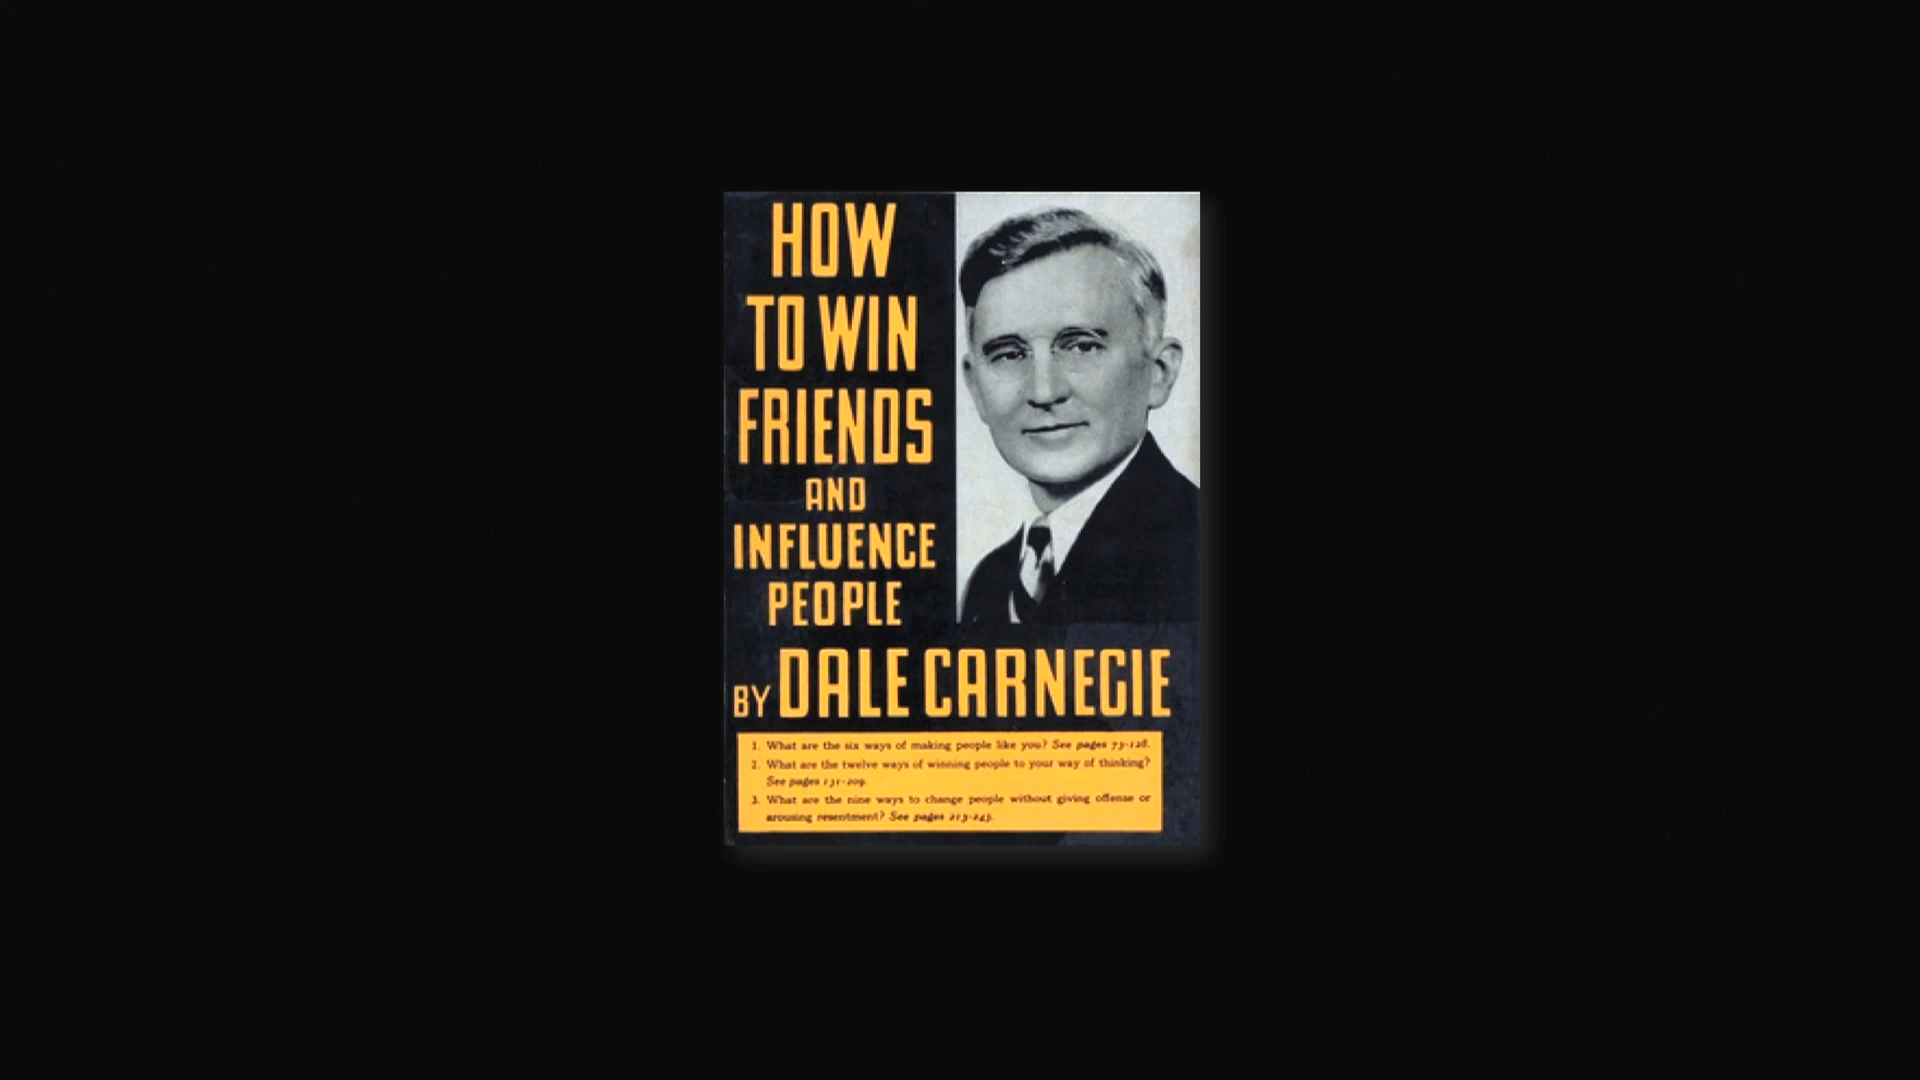 HOW
TO WIN
FRIENDS
AND
INFLUENCE
PEOPLE
BY DALE CARNEGIE
1. What are the six ways of making people like you? See pages 73-128.
2. What are the twelve ways of winning people to your way of thinking?
See pages 131-209.
3. What are the nine ways to change people without giving offense or
arousing resentment? See pages 213-243.